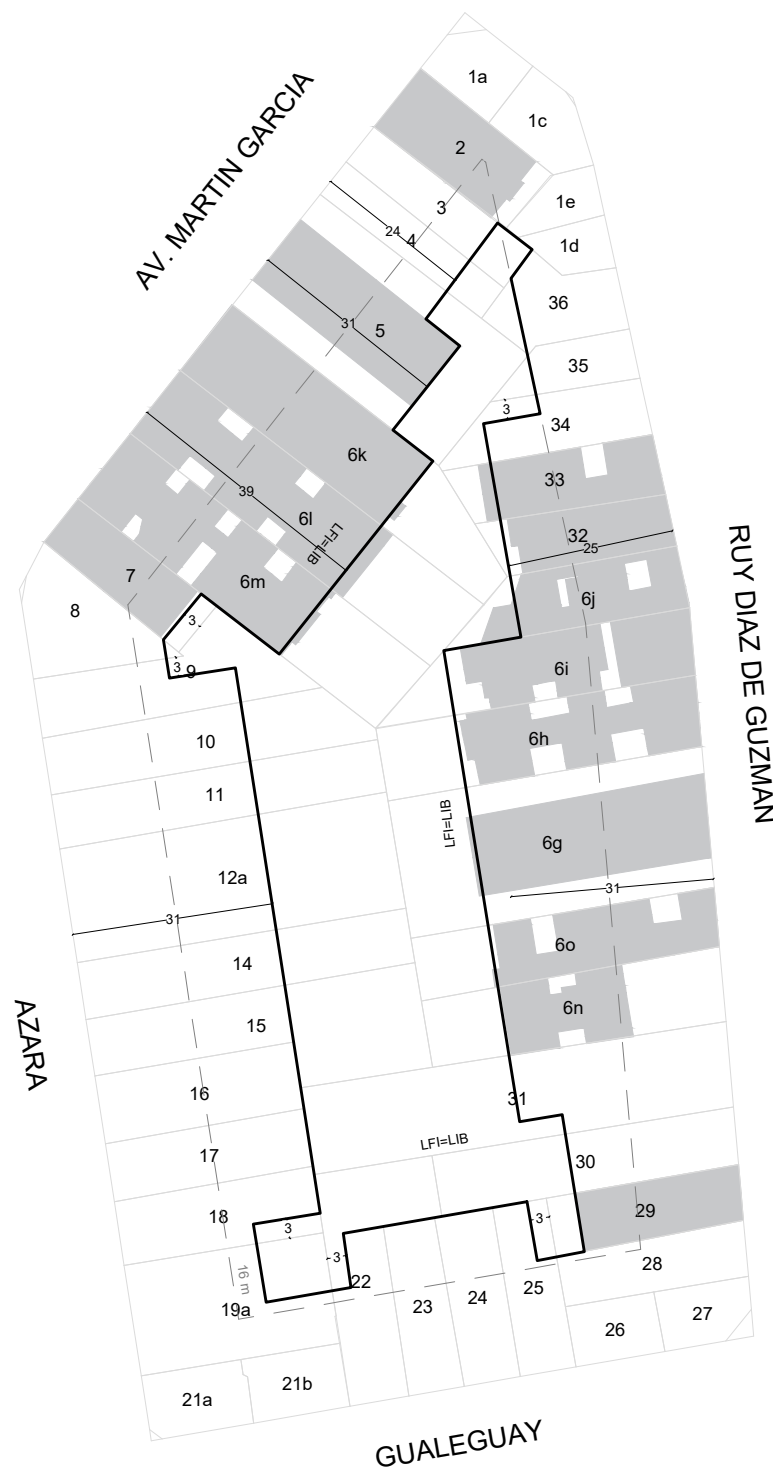 1a
1c
AV. MARTIN GARCIA
2
1e
3
24
4
1d
36
31
5
35
3
34
6k
33
39
6l
LFI=LIB
32
25
RUY DIAZ DE GUZMAN
7
6m
6j
8
3
3
9
6i
10
6h
11
LFI=LIB
6g
12a
31
31
6o
14
6n
15
AZARA
16
31
LFI=LIB
17
30
18
3
3
29
3
28
16 m
22
25
24
23
19a
27
26
21b
21a
GUALEGUAY